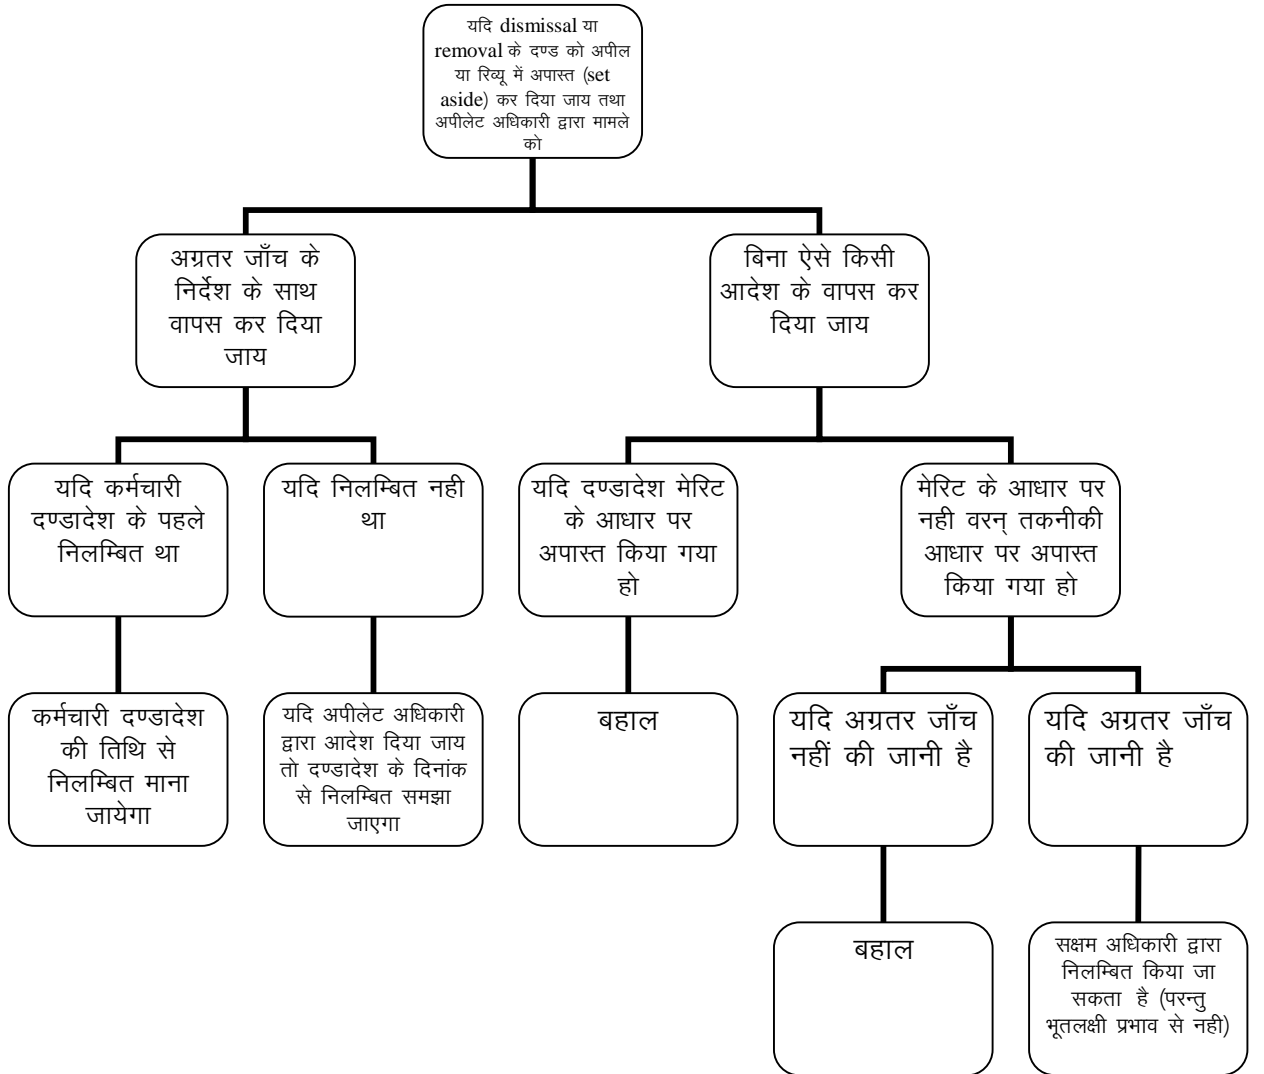 यदि dismissal या
removal के दण्ड को अपील
या रिव्यू में अपास्त (set
aside) कर दिया जाय तथा
अपीलेट अधिकारी द्वारा मामले
को
अग्रतर जाँच के
निर्देश के साथ
वापस कर दिया
जाय
बिना ऐसे किसी
आदेश के वापस कर
दिया जाय
यदि कर्मचारी
दण्डादेश के पहले
निलम्बित था
यदि निलम्बित नही
था
यदि दण्डादेश मेरिट
के आधार पर
अपास्त किया गया
हो
मेरिट के आधार पर
नही वरन् तकनीकी
आधार पर अपास्त
किया गया हो
कर्मचारी दण्डादेश
की तिथि से
निलम्बित माना
जायेगा
यदि अपीलेट अधिकारी
द्वारा आदेश दिया जाय
तो दण्डादेश के दिनांक
से निलम्बित समझा
जाएगा
बहाल
यदि अग्रतर जाँच
नहीं की जानी है
यदि अग्रतर जाँच
की जानी है
बहाल
सक्षम अधिकारी द्वारा
निलम्बित किया जा
सकता है (परन्तु
भूतलक्षी प्रभाव से नही)